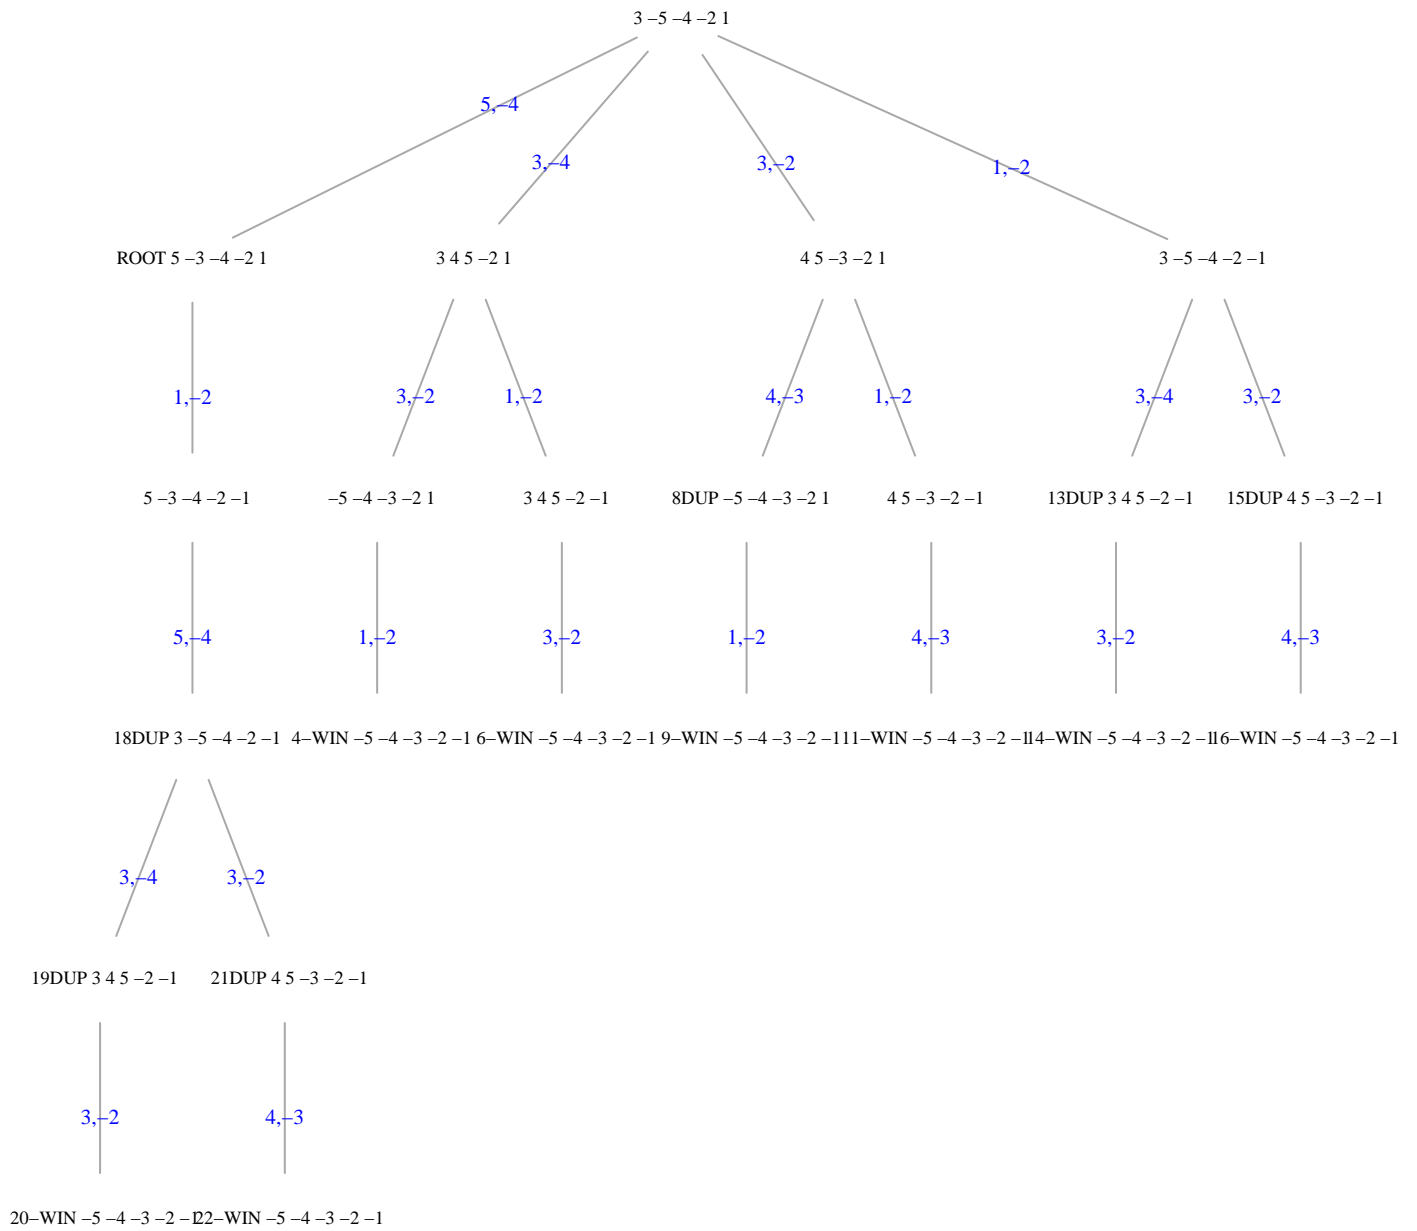 3 –5 –4 –2 1
5,–4
3,–4
3,–2
1,–2
ROOT 5 –3 –4 –2 1
3 4 5 –2 1
4 5 –3 –2 1
3 –5 –4 –2 –1
1,–2
3,–2
1,–2
4,–3
1,–2
3,–4
3,–2
5 –3 –4 –2 –1
–5 –4 –3 –2 1
3 4 5 –2 –1
8DUP –5 –4 –3 –2 1
4 5 –3 –2 –1
13DUP 3 4 5 –2 –1
15DUP 4 5 –3 –2 –1
5,–4
1,–2
3,–2
1,–2
4,–3
3,–2
4,–3
18DUP 3 –5 –4 –2 –1
4–WIN –5 –4 –3 –2 –1
6–WIN –5 –4 –3 –2 –1
9–WIN –5 –4 –3 –2 –1
11–WIN –5 –4 –3 –2 –1
14–WIN –5 –4 –3 –2 –1
16–WIN –5 –4 –3 –2 –1
3,–4
3,–2
19DUP 3 4 5 –2 –1
21DUP 4 5 –3 –2 –1
3,–2
4,–3
20–WIN –5 –4 –3 –2 –1
22–WIN –5 –4 –3 –2 –1